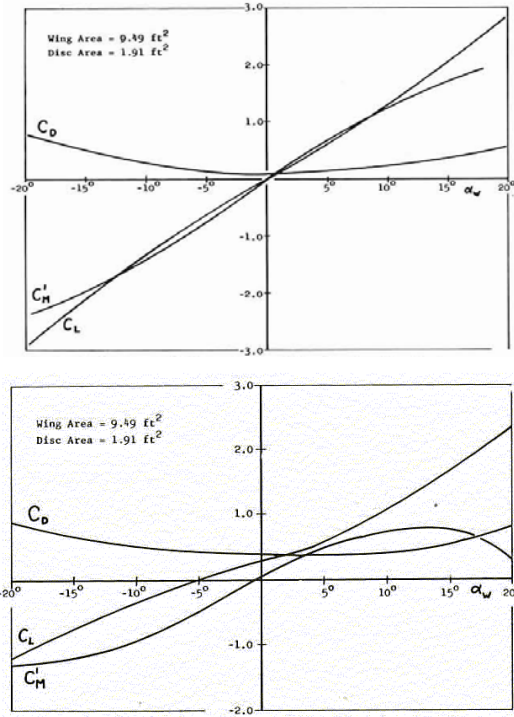 3.0
Wing Area = 9.49 ft²
Disc Area = 1.91 ft²
2.0
C_D
1.0
-20° -15° -10° -5° 5° 10° 15° α_w 20°
-1.0
C'_M
-2.0
C_L
-3.0
3.0
Wing Area = 9.49 ft²
Disc Area = 1.91 ft²
2.0
C_D
1.0
-20° -15° -10° -5° 5° 10° 15° α_w 20°
C_L
-1.0
C'_M
-2.0